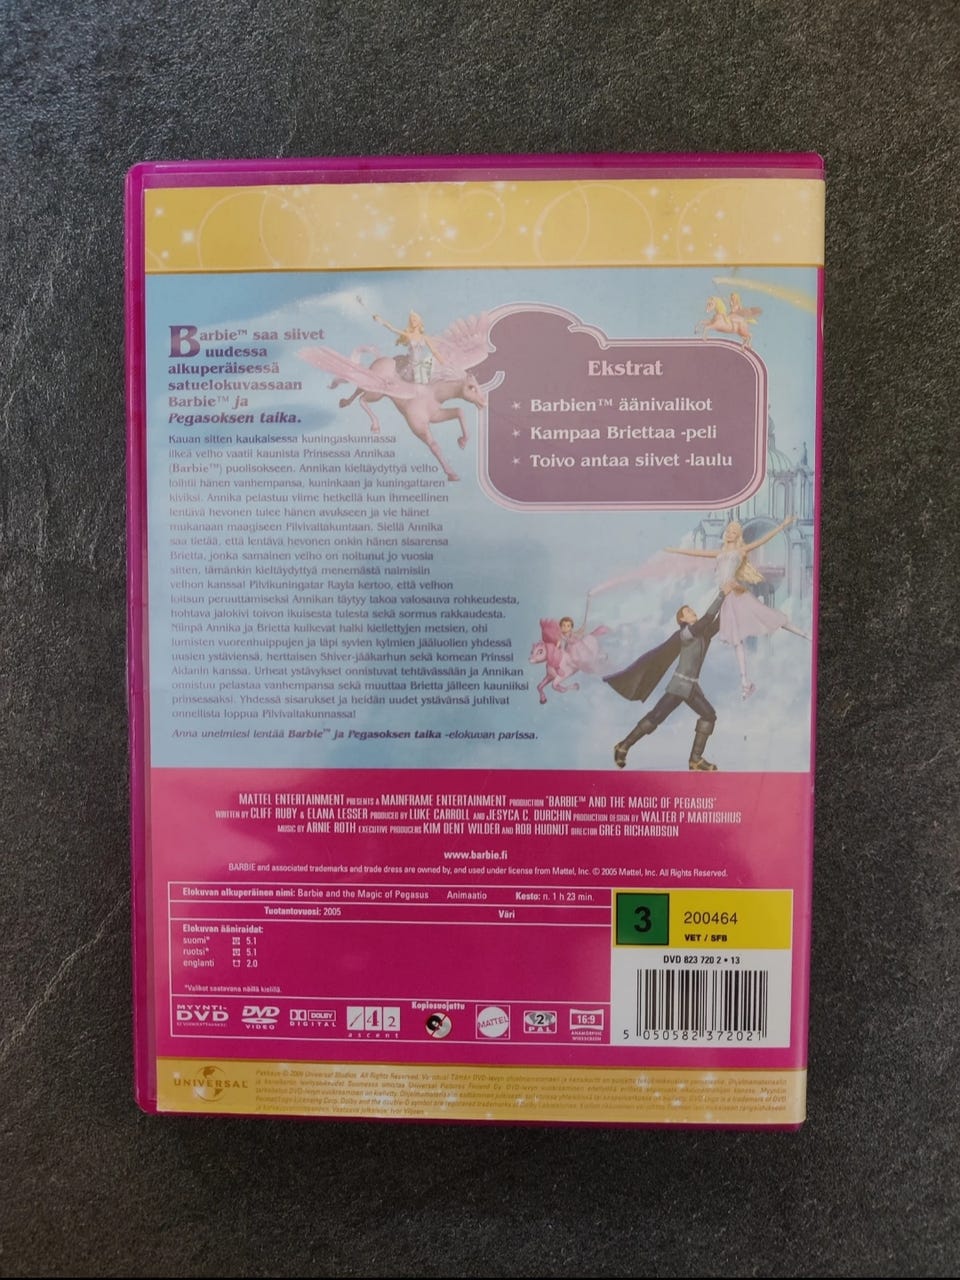 Barbie™ saa siivet
uudessa
alkuperäisessä
satuelokuvassaan
Barbie™ ja
Pegasoksen taika.
Kauan sitten kaukaisessa kuningaskunnassa
ilkeä velho vaatii kaunista Prinsessa Annikaa
(Barbie™) puolisokseen. Annikan kieltäydyttyä velho
loihtii hänen vanhempansa, kuninkaan ja kuningattaren
kiviksi. Annika pelastuu viime hetkellä kun ihmeellinen
lentävä hevonen tulee hänen avukseen ja vie hänet
mukanaan maagiseen Pilvivaltakuntaan. Siellä Annika
saa tietää, että lentävä hevonen onkin hänen sisarensa
Brietta, jonka samainen velho on noitunut jo vuosia
sitten, tämänkin kieltäydyttyä menemästä naimisiin
velhon kanssa! Pilvikuningatar Rayla kertoo, että velhon
loitsun peruuttamiseksi Annikan täytyy takoa valosauva rohkeudesta,
hohtava jalokivi toivon ikuisesta tulesta sekä sormus rakkaudesta.
Niinpä Annika ja Brietta kulkevat halki kiellettyjen metsien, ohi
lumisten vuorenhuippujen ja läpi syvien kylmien jääluolien yhdessä
uusien ystäviensä, herttaisen Shiver-jääkarhun sekä komean Prinssi
Aidanin kanssa. Urheat ystävykset onnistuvat tehtävässään ja Annikan
onnistuu pelastaa vanhempansa sekä muuttaa Brietta jälleen kauniiksi
prinsessaksi. Yhdessä sisarukset ja heidän uudet ystävänsä juhlivat
onnellista loppua Pilvivaltakunnassa!
Anna unelmiesi lentää Barbie™ ja Pegasoksen taika -elokuvan parissa.
Ekstrat
Barbien™ äänivalikot
Kampaa Briettaa -peli
Toivo antaa siivet -laulu
MATTEL ENTERTAINMENT PRESENTS A MAINFRAME ENTERTAINMENT PRODUCTION "BARBIE™ AND THE MAGIC OF PEGASUS"
WRITTEN BY CLIFF RUBY & ELANA LESSER PRODUCED BY LUKE CARROLL AND JESYCA C. DURCHIN PRODUCTION DESIGN BY WALTER P MARTISHIUS
MUSIC BY ARNIE ROTH EXECUTIVE PRODUCERS KIM DENT WILDER AND ROB HUDNUT DIRECTOR GREG RICHARDSON
www.barbie.fi
BARBIE and associated trademarks and trade dress are owned by, and used under license from Mattel, Inc. © 2005 Mattel, Inc. All Rights Reserved.
Elokuvan alkuperäinen nimi: Barbie and the Magic of Pegasus Animaatio Kesto: n. 1 h 23 min.
Tuotantovuosi: 2005 Väri
Elokuvan ääniraidat:
suomi* 5.1
ruotsi* 5.1
englanti 2.0
*Valikot saatavana näillä kielillä.
3
200464
VET / SFB
DVD 823 720 2 • 13
5 050582 372021
MYYNTI-
DVD
DVD
VIDEO
DOLBY
DIGITAL
142
ascent
Kopiosuojattu
MATTEL
2
PAL
16:9
ANAMORPHIC
WIDESCREEN
UNIVERSAL